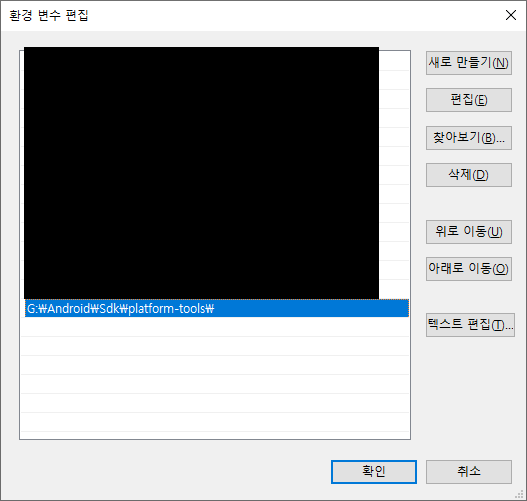 환경 변수 편집
새로 만들기(N)
편집(E)
찾아보기(B)...
삭제(D)
위로 이동(U)
아래로 이동(O)
G:₩Android₩Sdk₩platform-tools₩
텍스트 편집(T)...
확인
취소